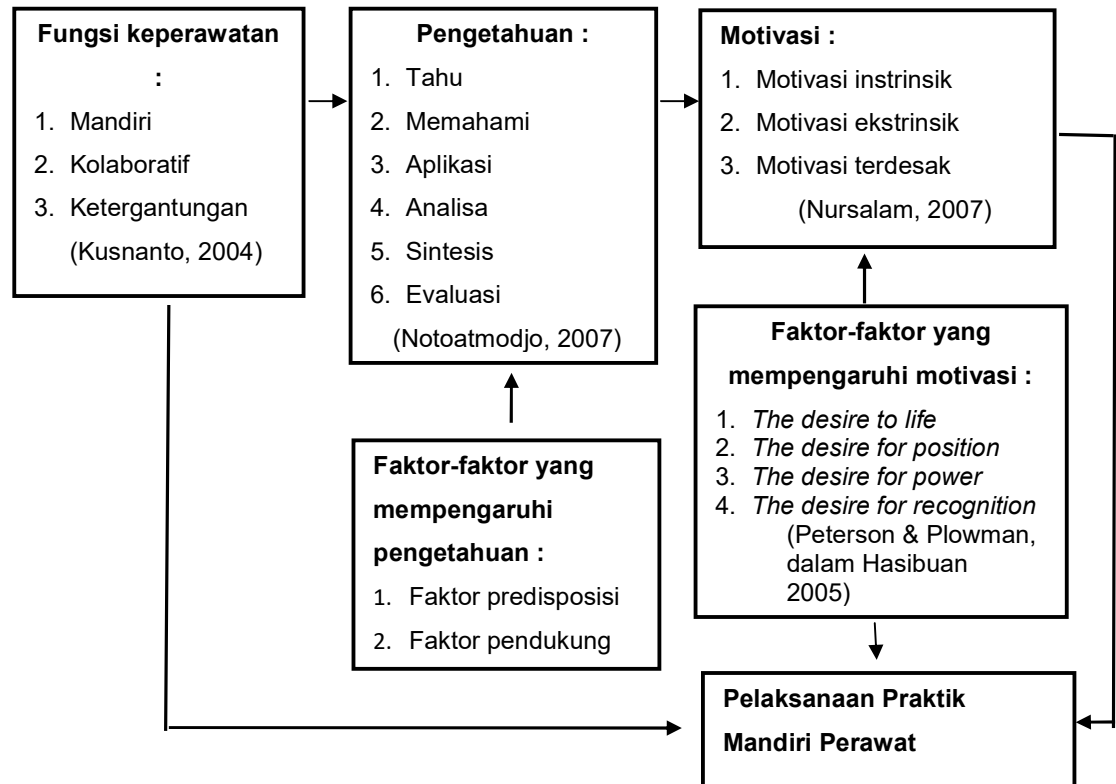 Fungsi keperawatan
:
1. Mandiri
2. Kolaboratif
3. Ketergantungan
(Kusnanto, 2004)
Pengetahuan :
1. Tahu
2. Memahami
3. Aplikasi
4. Analisa
5. Sintesis
6. Evaluasi
(Notoatmodjo, 2007)
Motivasi :
1. Motivasi instrinsik
2. Motivasi ekstrinsik
3. Motivasi terdesak
(Nursalam, 2007)
Faktor-faktor yang
mempengaruhi
pengetahuan :
1. Faktor predisposisi
2. Faktor pendukung
Faktor-faktor yang
mempengaruhi motivasi :
1. The desire to life
2. The desire for position
3. The desire for power
4. The desire for recognition
(Peterson & Plowman,
dalam Hasibuan
2005)
Pelaksanaan Praktik
Mandiri Perawat